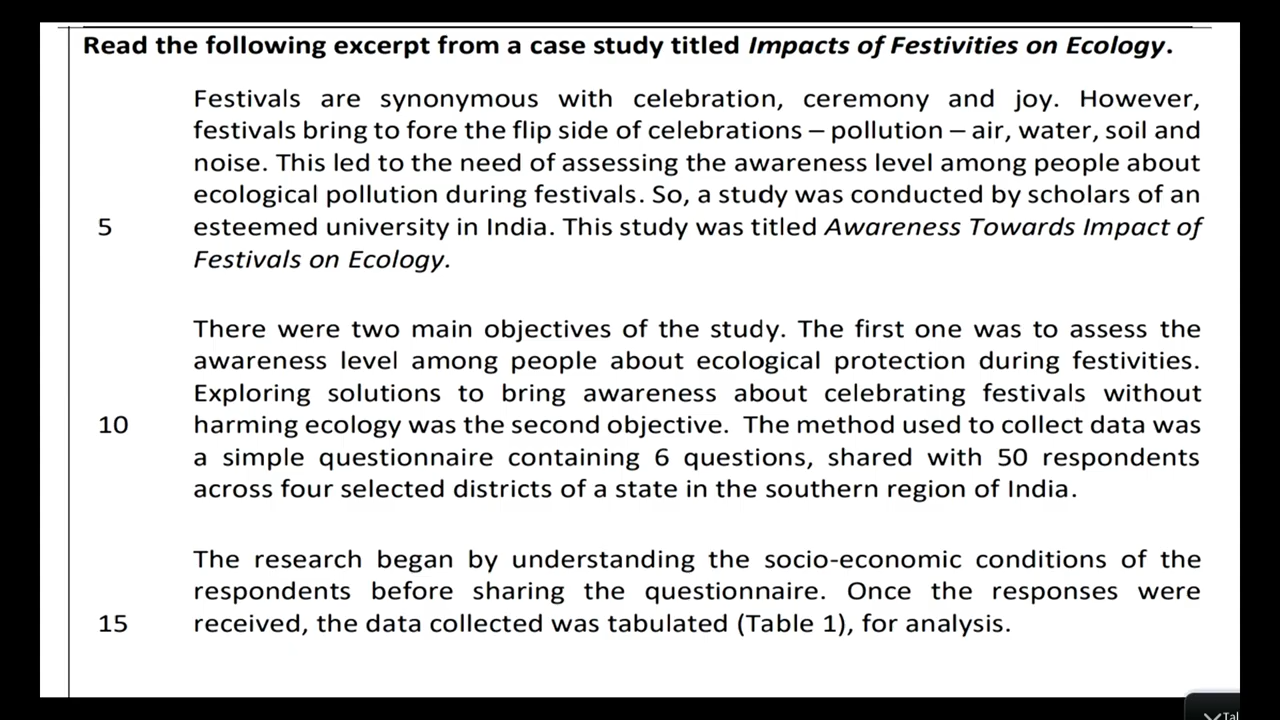 Read the following excerpt from a case study titled Impacts of Festivities on Ecology.
Festivals are synonymous with celebration, ceremony and joy. However,
festivals bring to fore the flip side of celebrations – pollution – air, water, soil and
noise. This led to the need of assessing the awareness level among people about
ecological pollution during festivals. So, a study was conducted by scholars of an
5 esteemed university in India. This study was titled Awareness Towards Impact of
Festivals on Ecology.
There were two main objectives of the study. The first one was to assess the
awareness level among people about ecological protection during festivities.
Exploring solutions to bring awareness about celebrating festivals without
10 harming ecology was the second objective. The method used to collect data was
a simple questionnaire containing 6 questions, shared with 50 respondents
across four selected districts of a state in the southern region of India.
The research began by understanding the socio-economic conditions of the
respondents before sharing the questionnaire. Once the responses were
15 received, the data collected was tabulated (Table 1), for analysis.